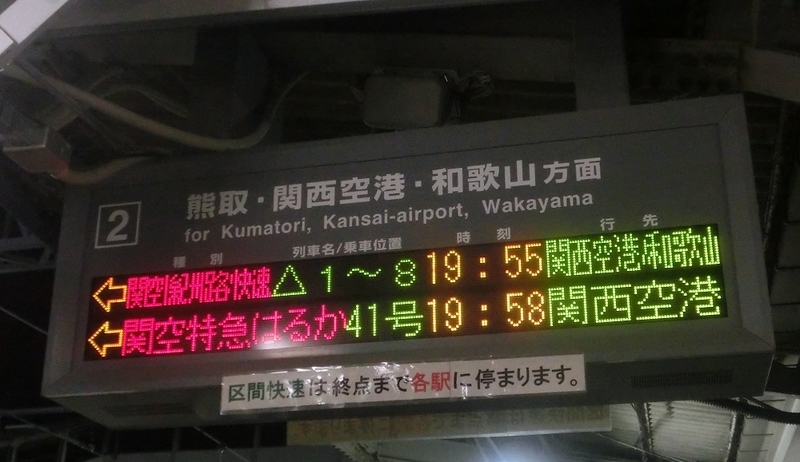 2
熊取・関西空港・和歌山方面
for Kumatori, Kansai-airport, Wakayama
種別 列車名/乗車位置 時刻 行先
⇦関空/紀州路快速△1〜8 19:55 関西空港/和歌山
⇦関空特急はるか41号 19:58 関西空港
区間快速は終点まで各駅に停まります。